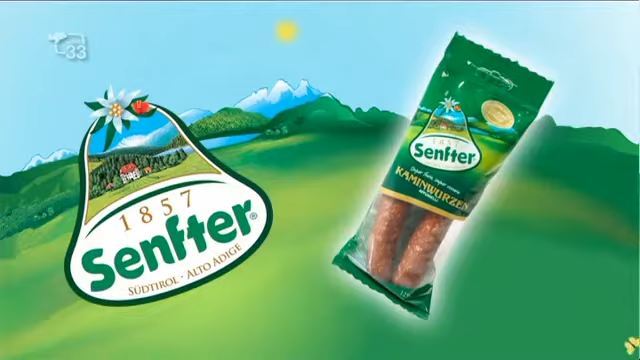 33
1857
Senfter®
SÜDTIROL · ALTO ADIGE
1857
Senfter
KAMINWURZEN